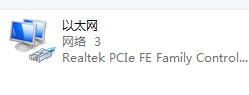 以太网
网络 3
Realtek PCIe FE Family Control...